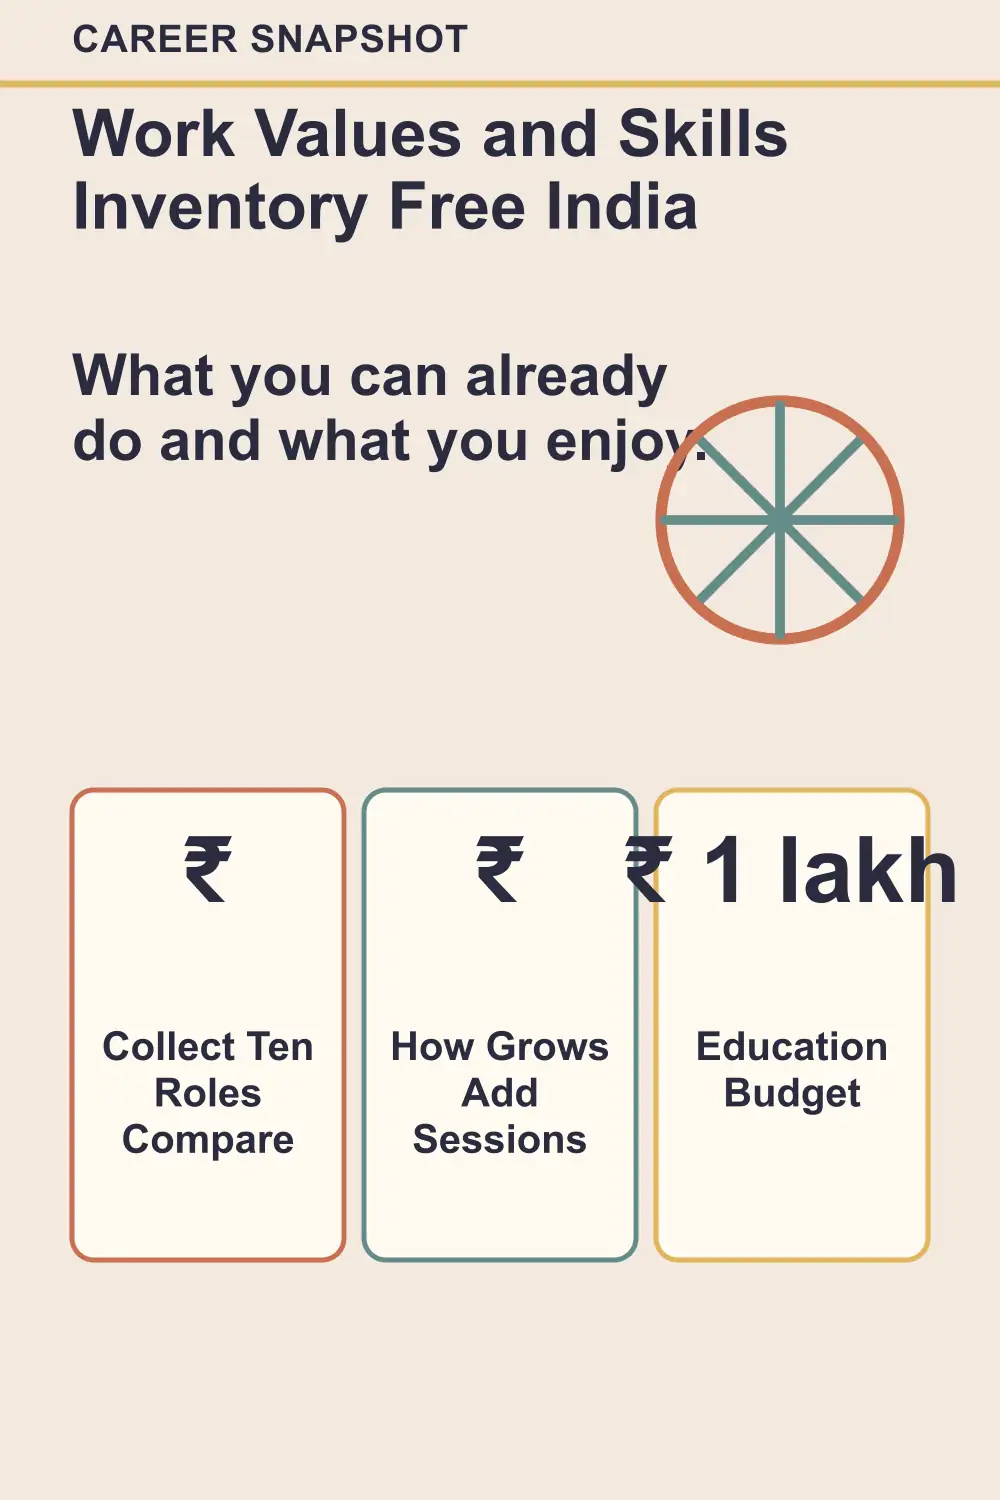 CAREER SNAPSHOT
Work Values and Skills
Inventory Free India
What you can already
do and what you enjoy.
₹
Collect Ten
Roles
Compare
₹
How Grows
Add
Sessions
₹ 1 lakh
Education
Budget